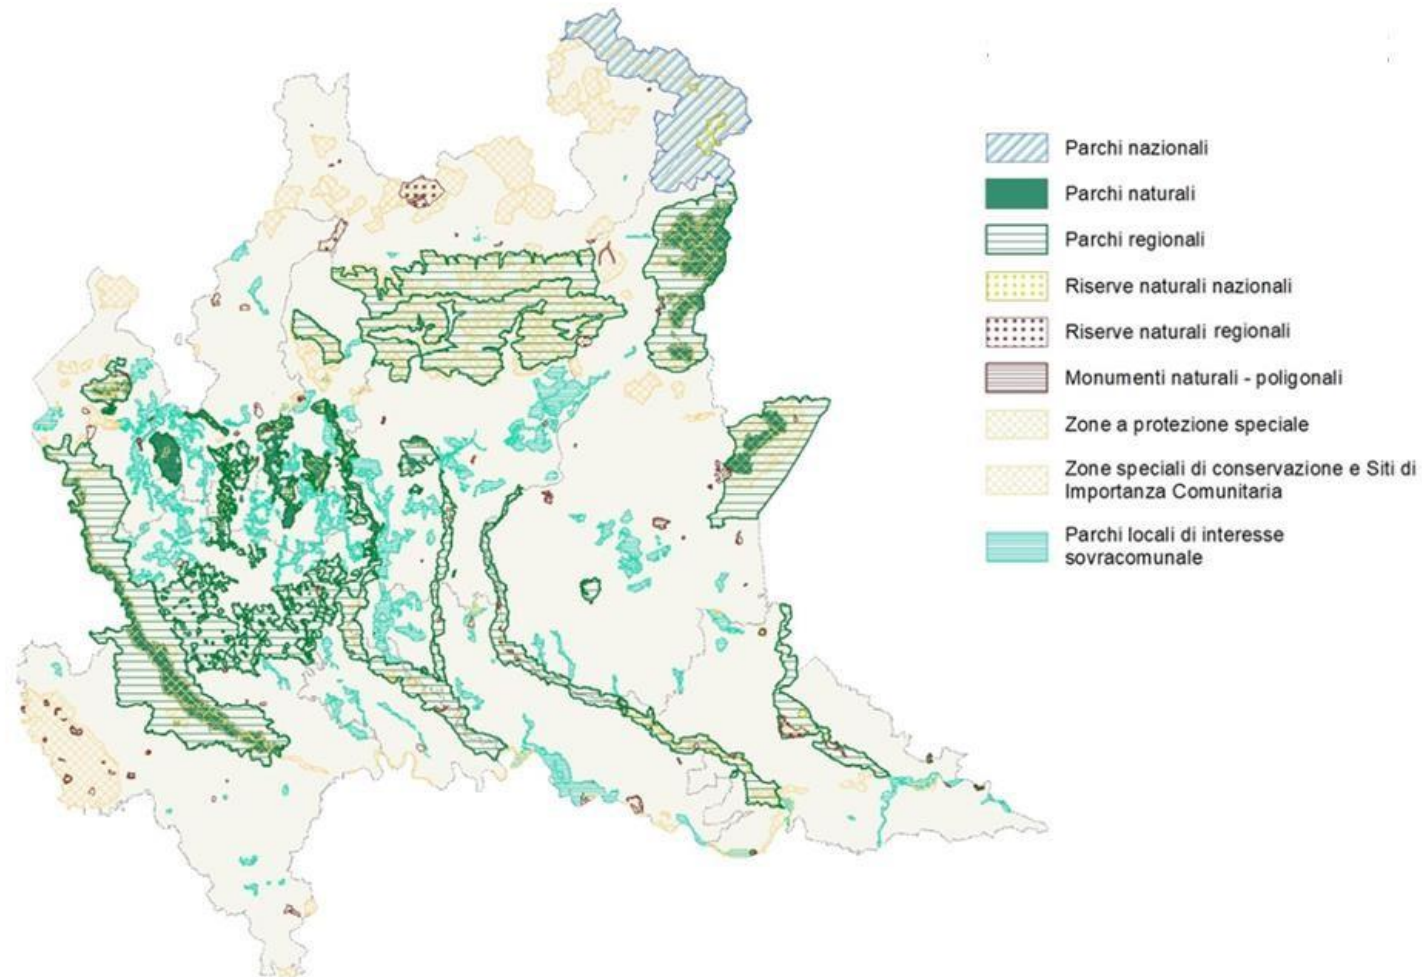 Parchi nazionali
Parchi naturali
Parchi regionali
Riserve naturali nazionali
Riserve naturali regionali
Monumenti naturali - poligonali
Zone a protezione speciale
Zone speciali di conservazione e Siti di
Importanza Comunitaria
Parchi locali di interesse
sovracomunale